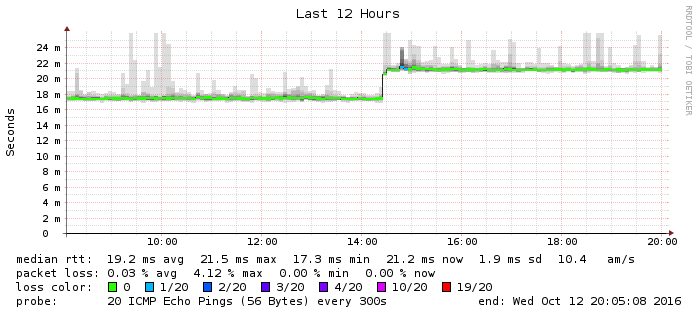 Last 12 Hours
RRDTOOL / TOBI OETIKER
Seconds
24 m
22 m
20 m
18 m
16 m
14 m
12 m
10 m
8 m
6 m
4 m
2 m
0
10:00 12:00 14:00 16:00 18:00 20:00
median rtt: 19.2 ms avg 21.5 ms max 17.3 ms min 21.2 ms now 1.9 ms sd 10.4 am/s
packet loss: 0.03 % avg 4.12 % max 0.00 % min 0.00 % now
loss color: 0 1/20 2/20 3/20 4/20 10/20 19/20
probe: 20 ICMP Echo Pings (56 Bytes) every 300s end: Wed Oct 12 20:05:08 2016